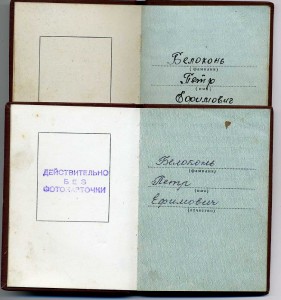 Белоконь
(фамилия)
Петр
(имя)
Ефимович
ДЕЙСТВИТЕЛЬНО
БЕЗ
ФОТОКАРТОЧКИ
Белоконь
(фамилия)
Петр
(имя)
Ефимович
(отчество)